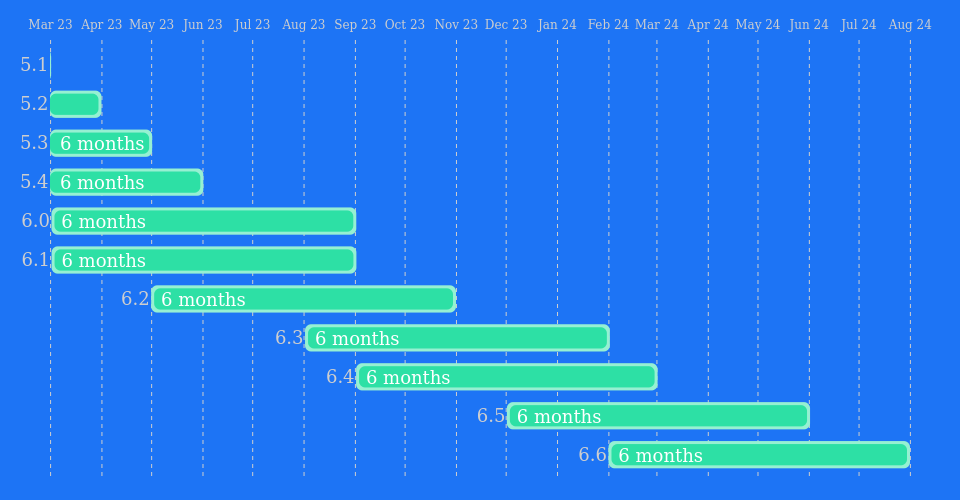 Mar 23 Apr 23 May 23 Jun 23 Jul 23 Aug 23 Sep 23 Oct 23 Nov 23 Dec 23 Jan 24 Feb 24 Mar 24 Apr 24 May 24 Jun 24 Jul 24 Aug 24
5.1
5.2
5.3 6 months
5.4 6 months
6.0 6 months
6.1 6 months
6.2 6 months
6.3 6 months
6.4 6 months
6.5 6 months
6.6 6 months